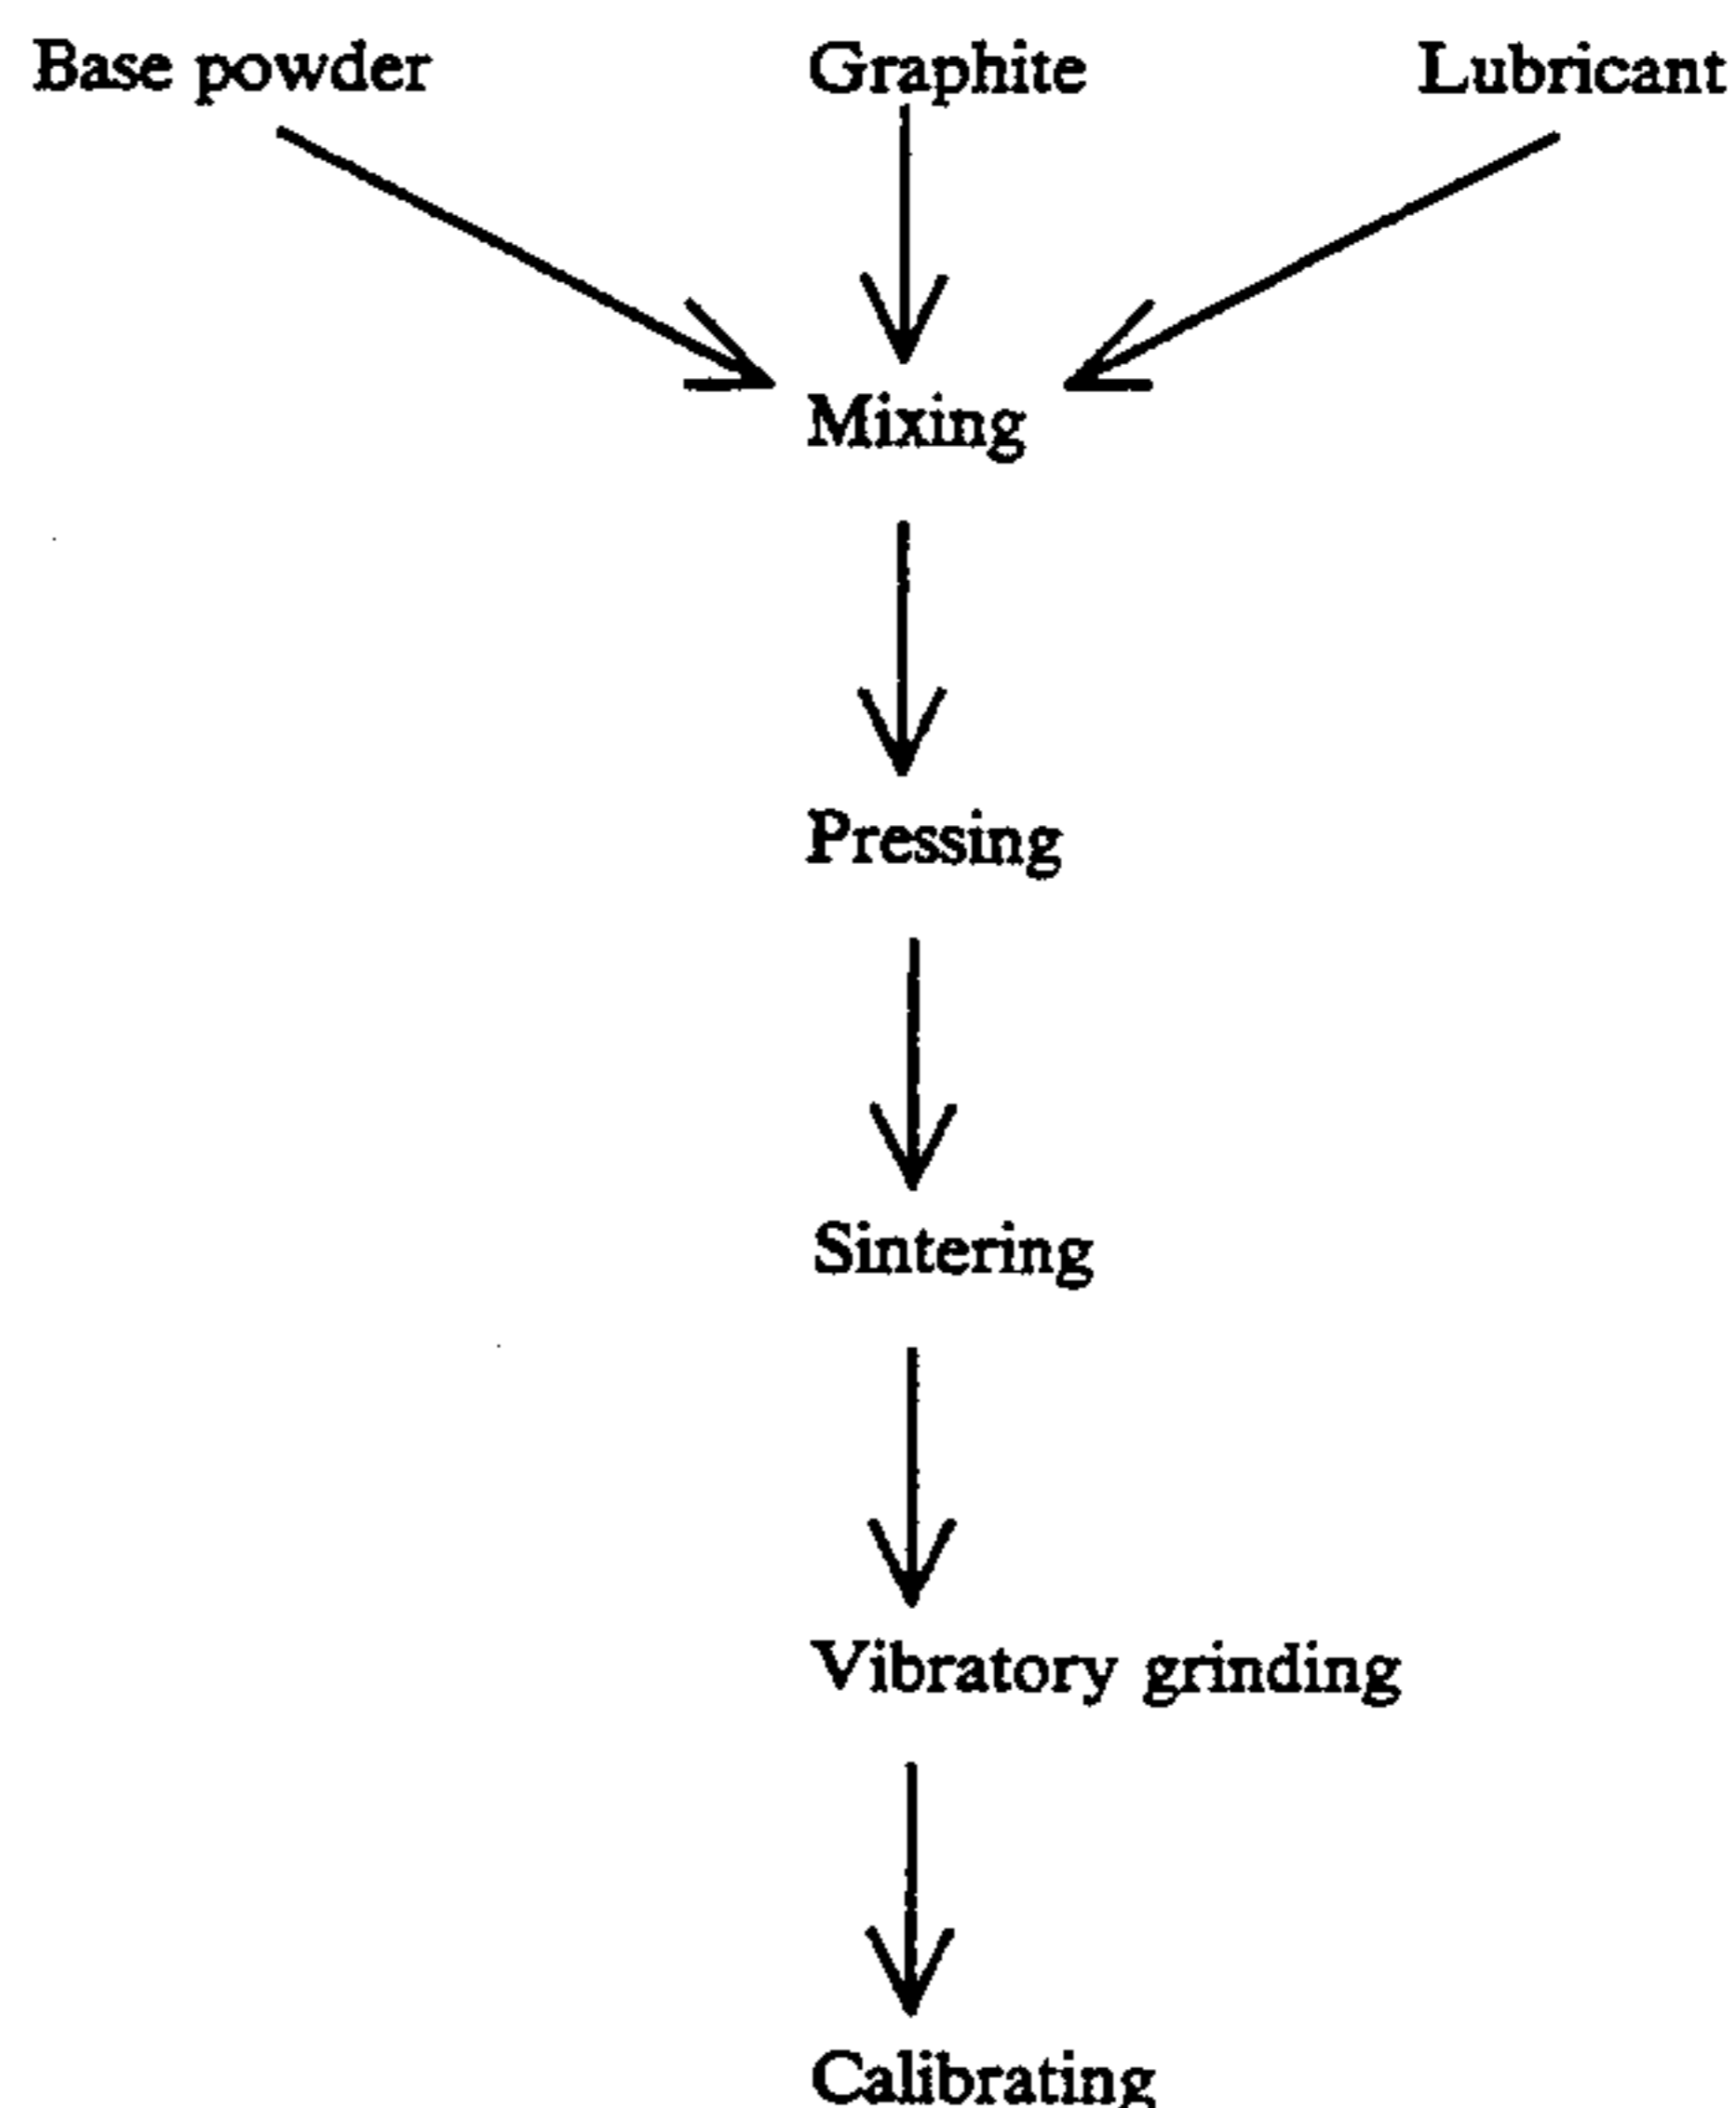 Base powder Graphite Lubricant
Mixing
Pressing
Sintering
Vibratory grinding
Calibrating